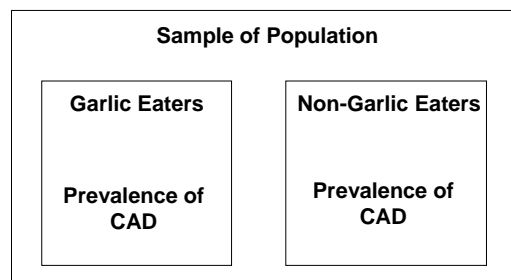 Sample of Population
Garlic Eaters
Prevalence of
CAD
Non-Garlic Eaters
Prevalence of
CAD